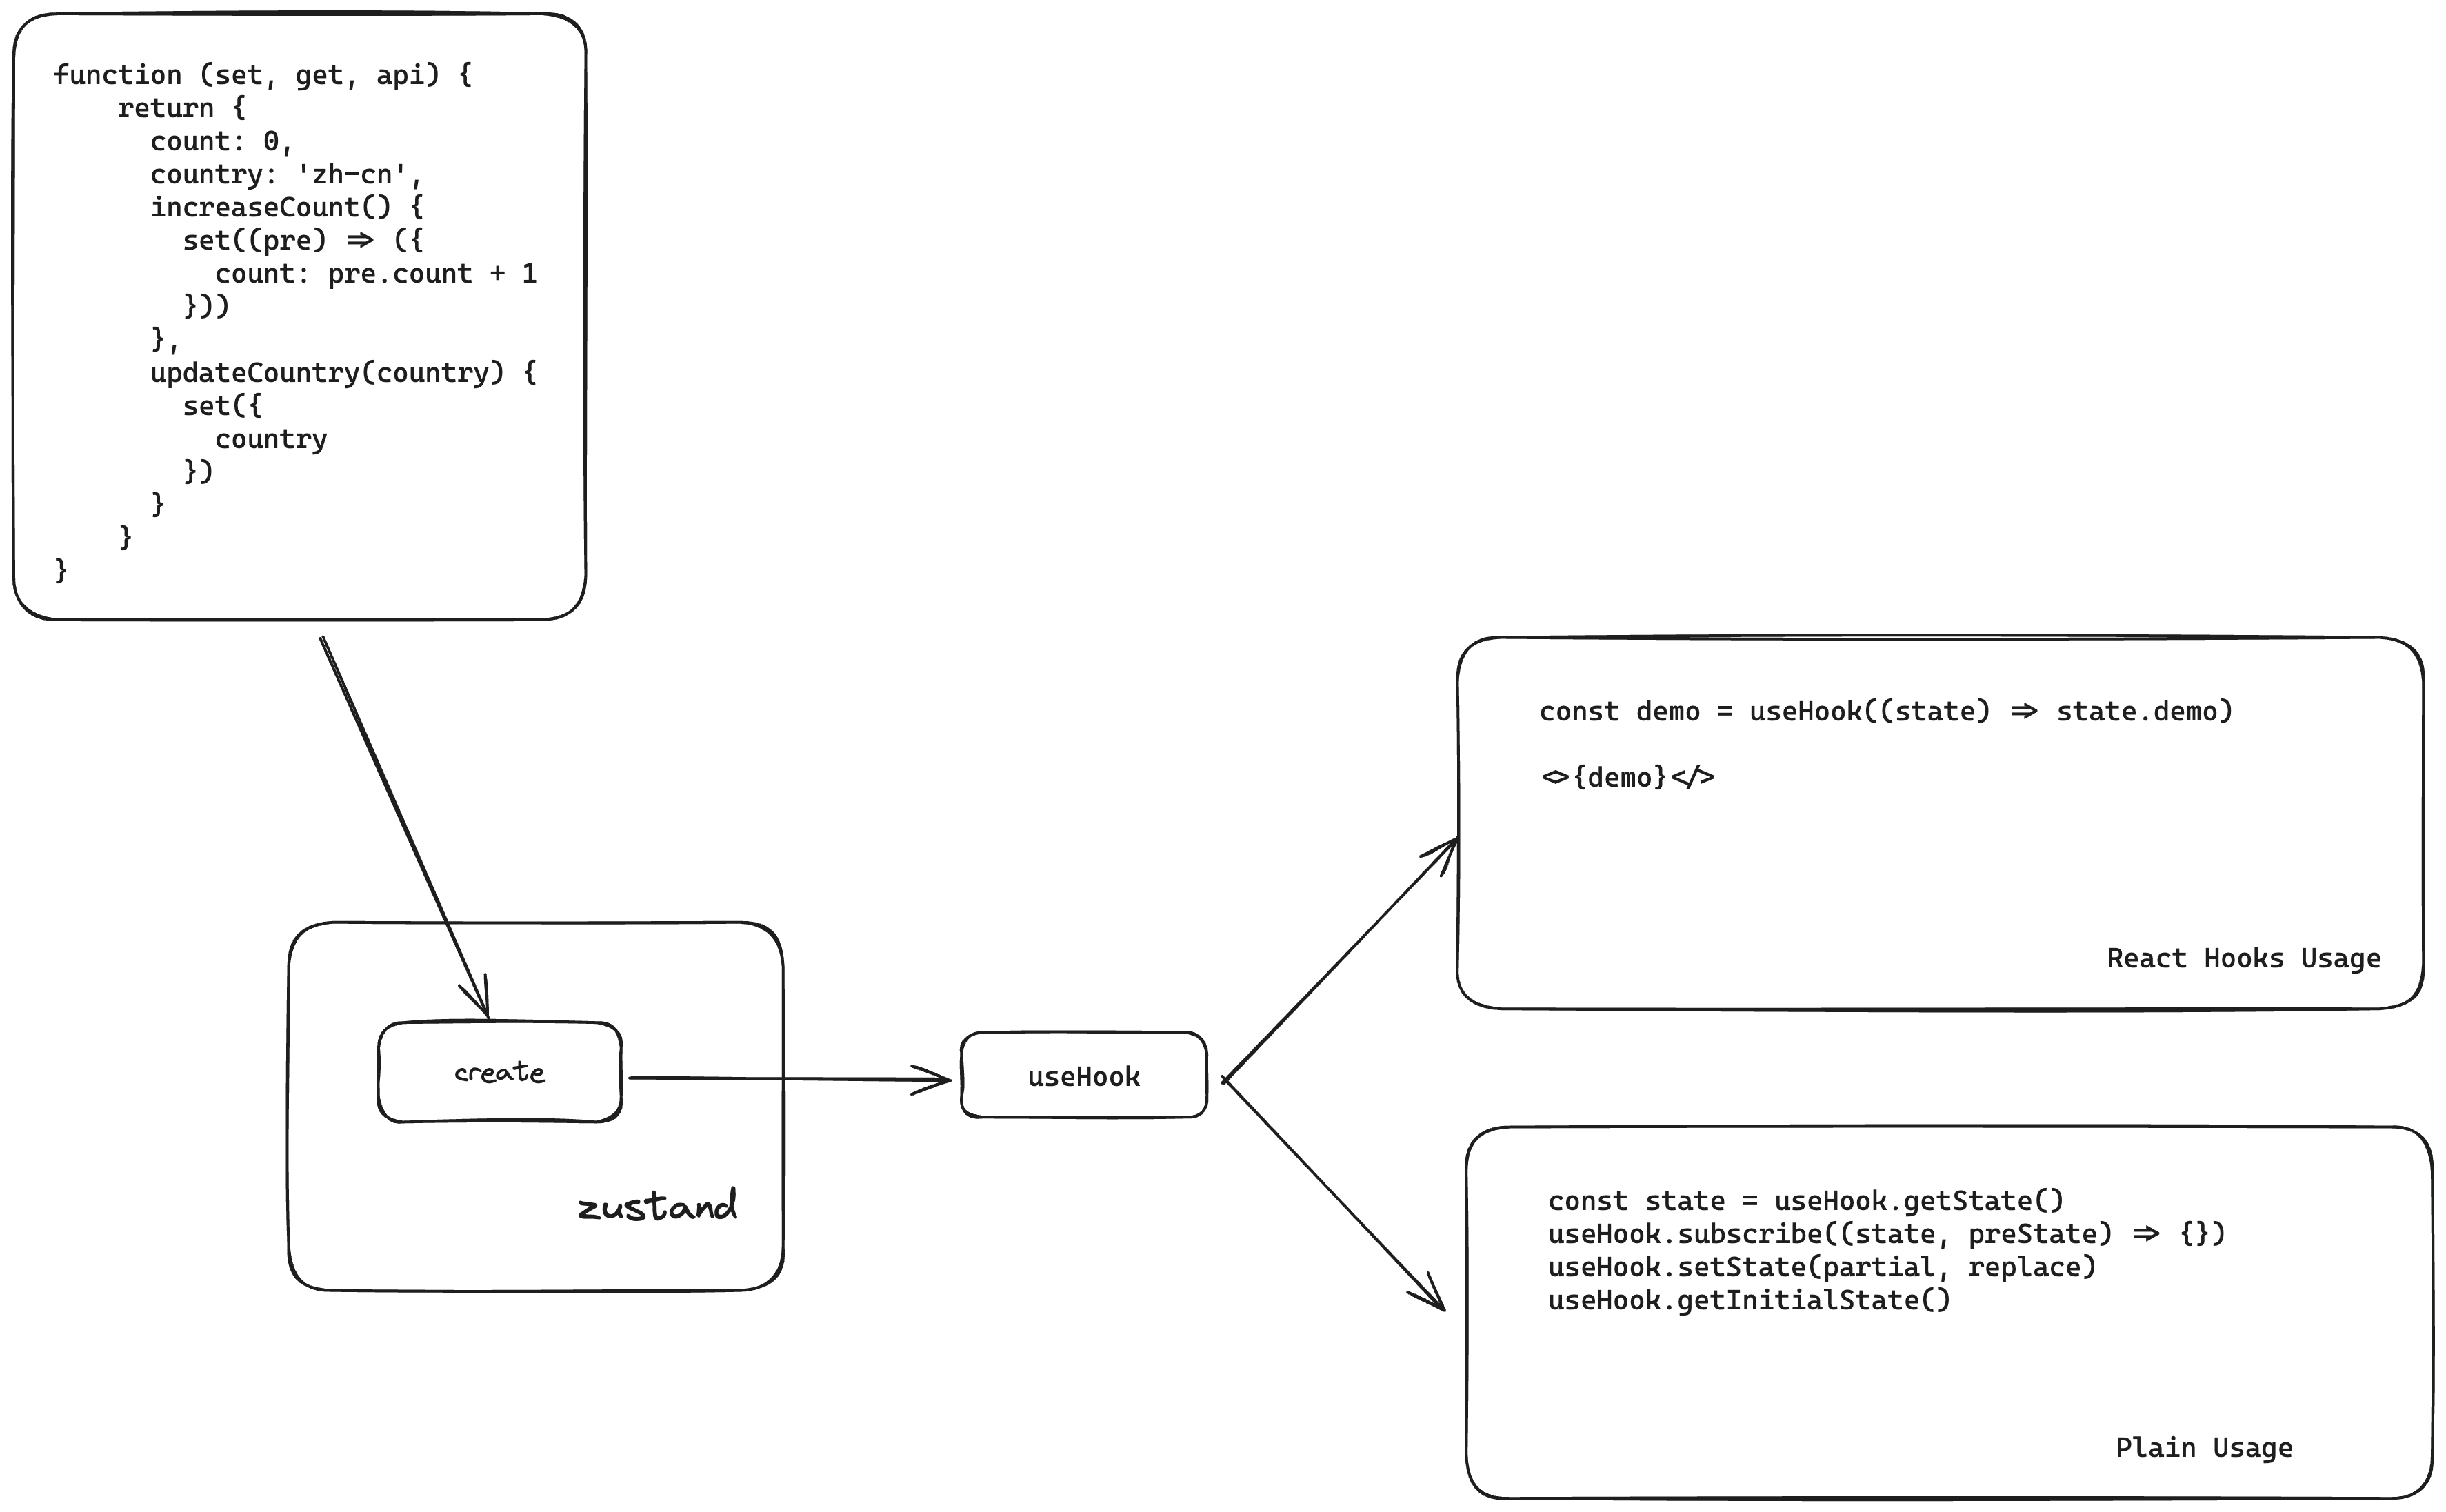 function (set, get, api) {
    return {
      count: 0,
      country: 'zh-cn',
      increaseCount() {
        set((pre) => ({
          count: pre.count + 1
        }))
      },
      updateCountry(country) {
        set({
          country
        })
      }
    }
}
create
zustand
useHook
const demo = useHook((state) => state.demo)
<>{demo}</>
React Hooks Usage
const state = useHook.getState()
useHook.subscribe((state, preState) => {})
useHook.setState(partial, replace)
useHook.getInitialState()
Plain Usage